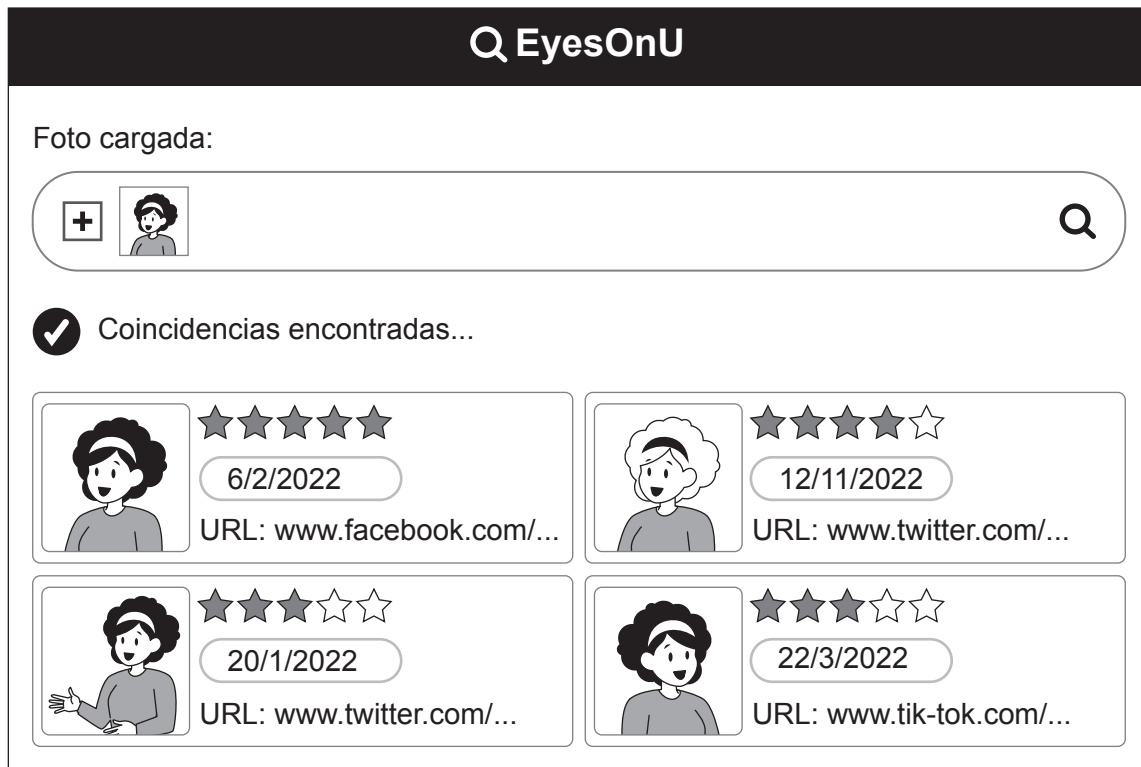 EyesOnU
Foto cargada:
Coincidencias encontradas...
6/2/2022
URL: www.facebook.com/...
12/11/2022
URL: www.twitter.com/...
20/1/2022
URL: www.twitter.com/...
22/3/2022
URL: www.tik-tok.com/...